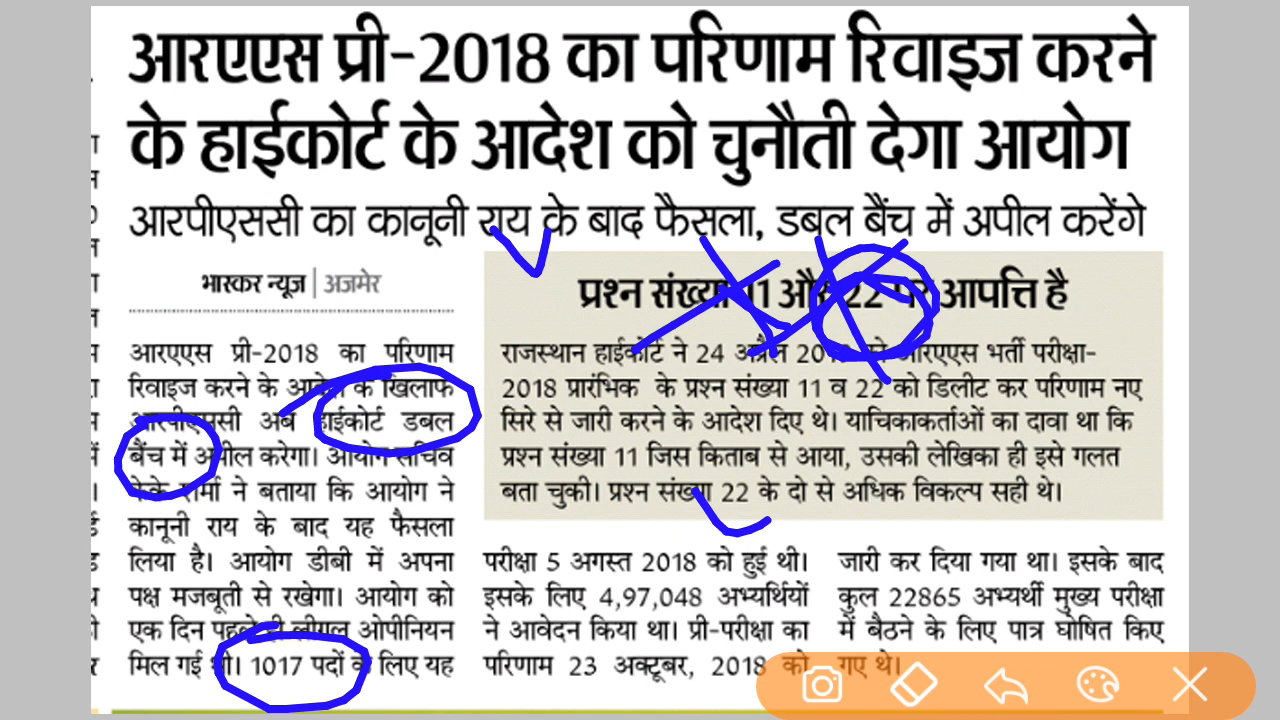 आरएएस प्री-2018 का परिणाम रिवाइज करने
के हाईकोर्ट के आदेश को चुनौती देगा आयोग
आरपीएससी का कानूनी राय के बाद फैसला, डबल बैंच में अपील करेंगे
भास्कर न्यूज | अजमेर
आरएएस प्री-2018 का परिणाम
रिवाइज करने के आदेश के खिलाफ
आरपीएससी अब हाईकोर्ट डबल
बैंच में अपील करेगा। आयोग सचिव
केके शर्मा ने बताया कि आयोग ने
कानूनी राय के बाद यह फैसला
लिया है। आयोग डीबी में अपना
पक्ष मजबूती से रखेगा। आयोग को
एक दिन पहले ही लीगल ओपीनियन
मिल गई थी। 1017 पदों के लिए यह
प्रश्न संख्या 11 और 22 पर आपत्ति है
राजस्थान हाईकोर्ट ने 24 अप्रैल 2019 को आरएएस भर्ती परीक्षा-
2018 प्रारंभिक के प्रश्न संख्या 11 व 22 को डिलीट कर परिणाम नए
सिरे से जारी करने के आदेश दिए थे। याचिकाकर्ताओं का दावा था कि
प्रश्न संख्या 11 जिस किताब से आया, उसकी लेखिका ही इसे गलत
बता चुकी। प्रश्न संख्या 22 के दो से अधिक विकल्प सही थे।
परीक्षा 5 अगस्त 2018 को हुई थी।
इसके लिए 4,97,048 अभ्यर्थियों
ने आवेदन किया था। प्री-परीक्षा का
परिणाम 23 अक्टूबर, 2018 को
जारी कर दिया गया था। इसके बाद
कुल 22865 अभ्यर्थी मुख्य परीक्षा
में बैठने के लिए पात्र घोषित किए
गए थे।